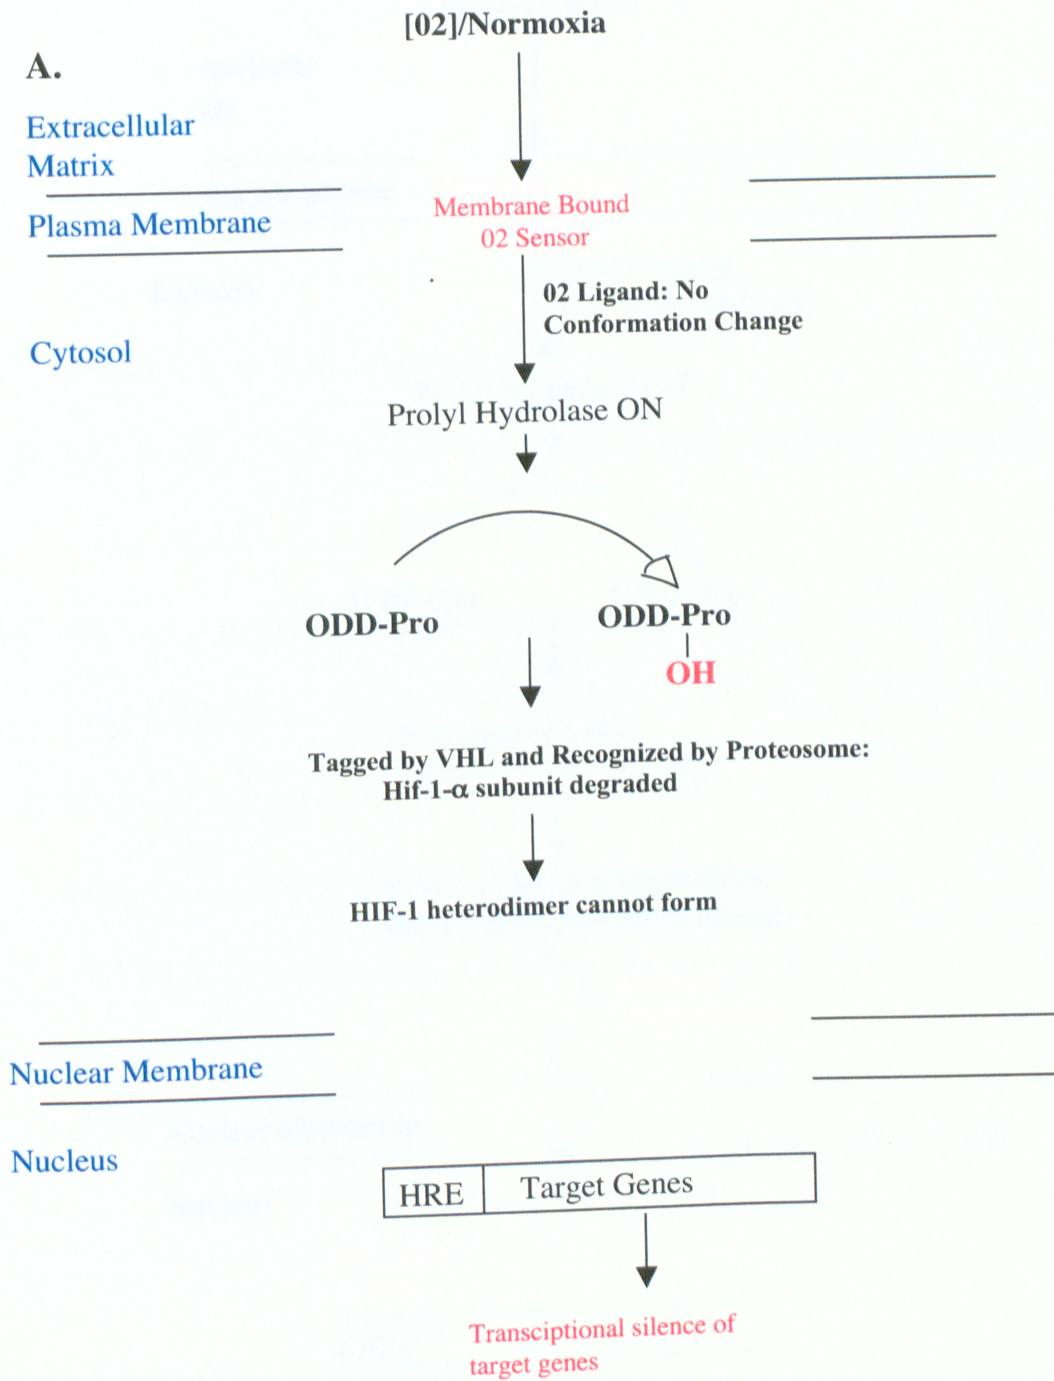 [02]/Normoxia
A.
Extracellular
Matrix
Plasma Membrane
Membrane Bound
02 Sensor
02 Ligand: No
Conformation Change
Cytosol
Prolyl Hydrolase ON
ODD-Pro
ODD-Pro
OH
Tagged by VHL and Recognized by Proteosome:
Hif-1-α subunit degraded
HIF-1 heterodimer cannot form
Nuclear Membrane
Nucleus
HRE
Target Genes
Transciptional silence of
target genes